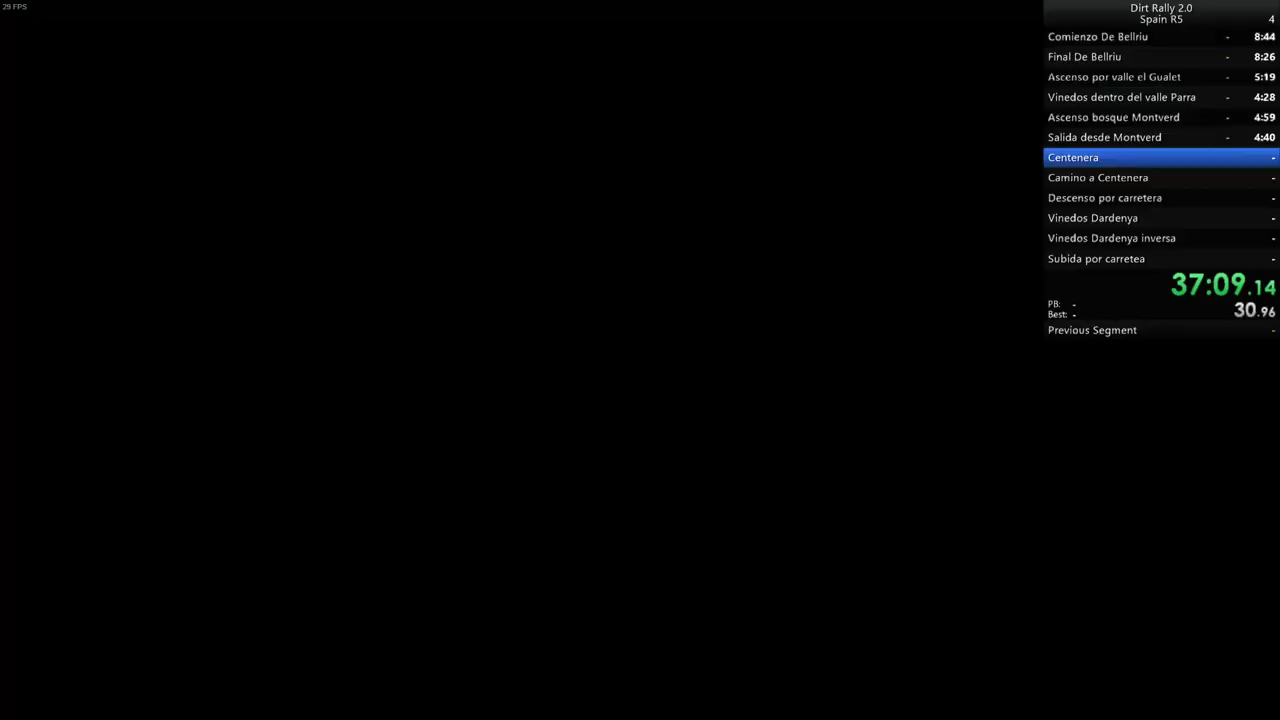 29 FPS
Dirt Rally 2.0
Spain R5 4
Comienzo De Bellriu - 8:44
Final De Bellriu - 8:26
Ascenso por valle el Gualet - 5:19
Vinedos dentro del valle Parra - 4:28
Ascenso bosque Montverd - 4:59
Salida desde Montverd - 4:40
Centenera -
Camino a Centenera -
Descenso por carretera -
Vinedos Dardenya -
Vinedos Dardenya inversa -
Subida por carretea -
37:09.14
PB: -
Best: - 30.96
Previous Segment -